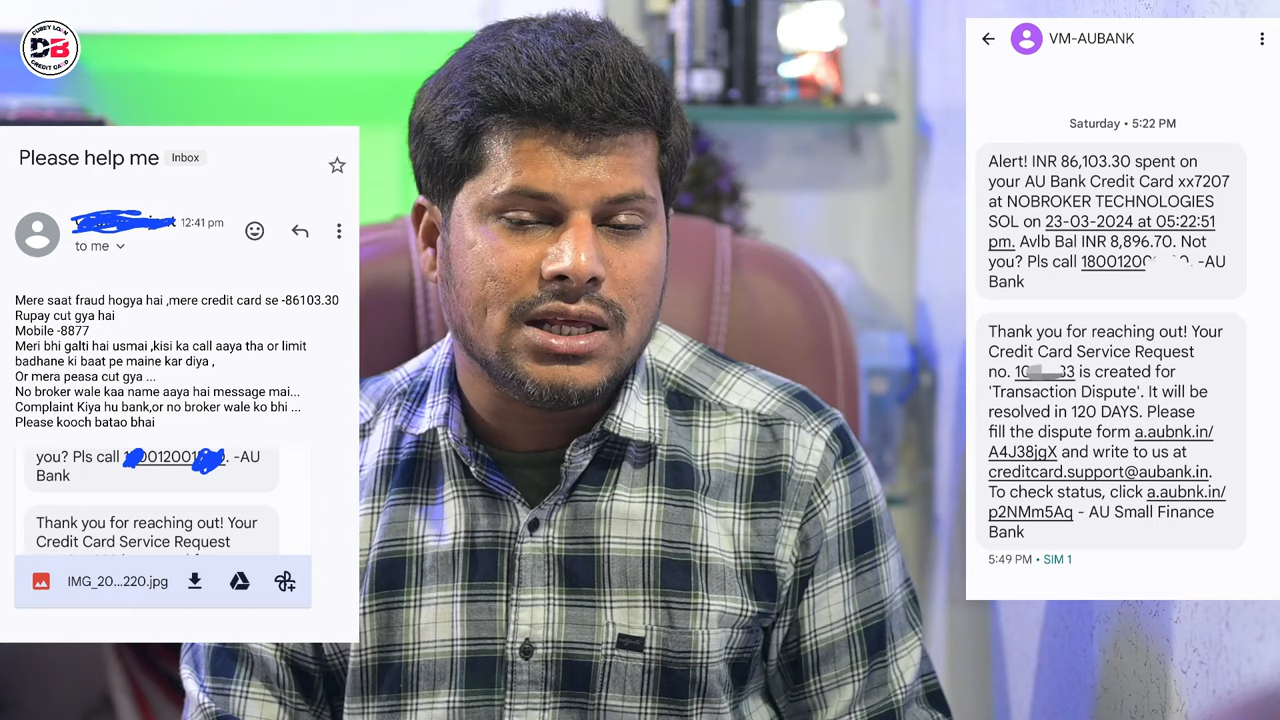 DUBEY LOAN
DB
CREDIT CARD
Please help me Inbox
12:41 pm
to me
Mere saat fraud hogya hai ,mere credit card se -86103.30
Rupay cut gya hai
Mobile -8877
Meri bhi galti hai usmai ,kisi ka call aaya tha or limit
badhane ki baat pe maine kar diya ,
Or mera peasa cut gya ...
No broker wale kaa name aaya hai message mai...
Complaint Kiya hu bank,or no broker wale ko bhi ...
Please kooch batao bhai
you? Pls call -AU
Bank
Thank you for reaching out! Your
Credit Card Service Request
IMG_20...220.jpg
VM-AUBANK
Saturday • 5:22 PM
Alert! INR 86,103.30 spent on
your AU Bank Credit Card xx7207
at NOBROKER TECHNOLOGIES
SOL on 23-03-2024 at 05:22:51
pm. Avlb Bal INR 8,896.70. Not
you? Pls call -AU
Bank
Thank you for reaching out! Your
Credit Card Service Request
no. is created for
'Transaction Dispute'. It will be
resolved in 120 DAYS. Please
fill the dispute form a.aubnk.in/
A4J38jgX and write to us at
creditcard.support@aubank.in.
To check status, click a.aubnk.in/
p2NMm5Aq - AU Small Finance
Bank
5:49 PM • SIM 1